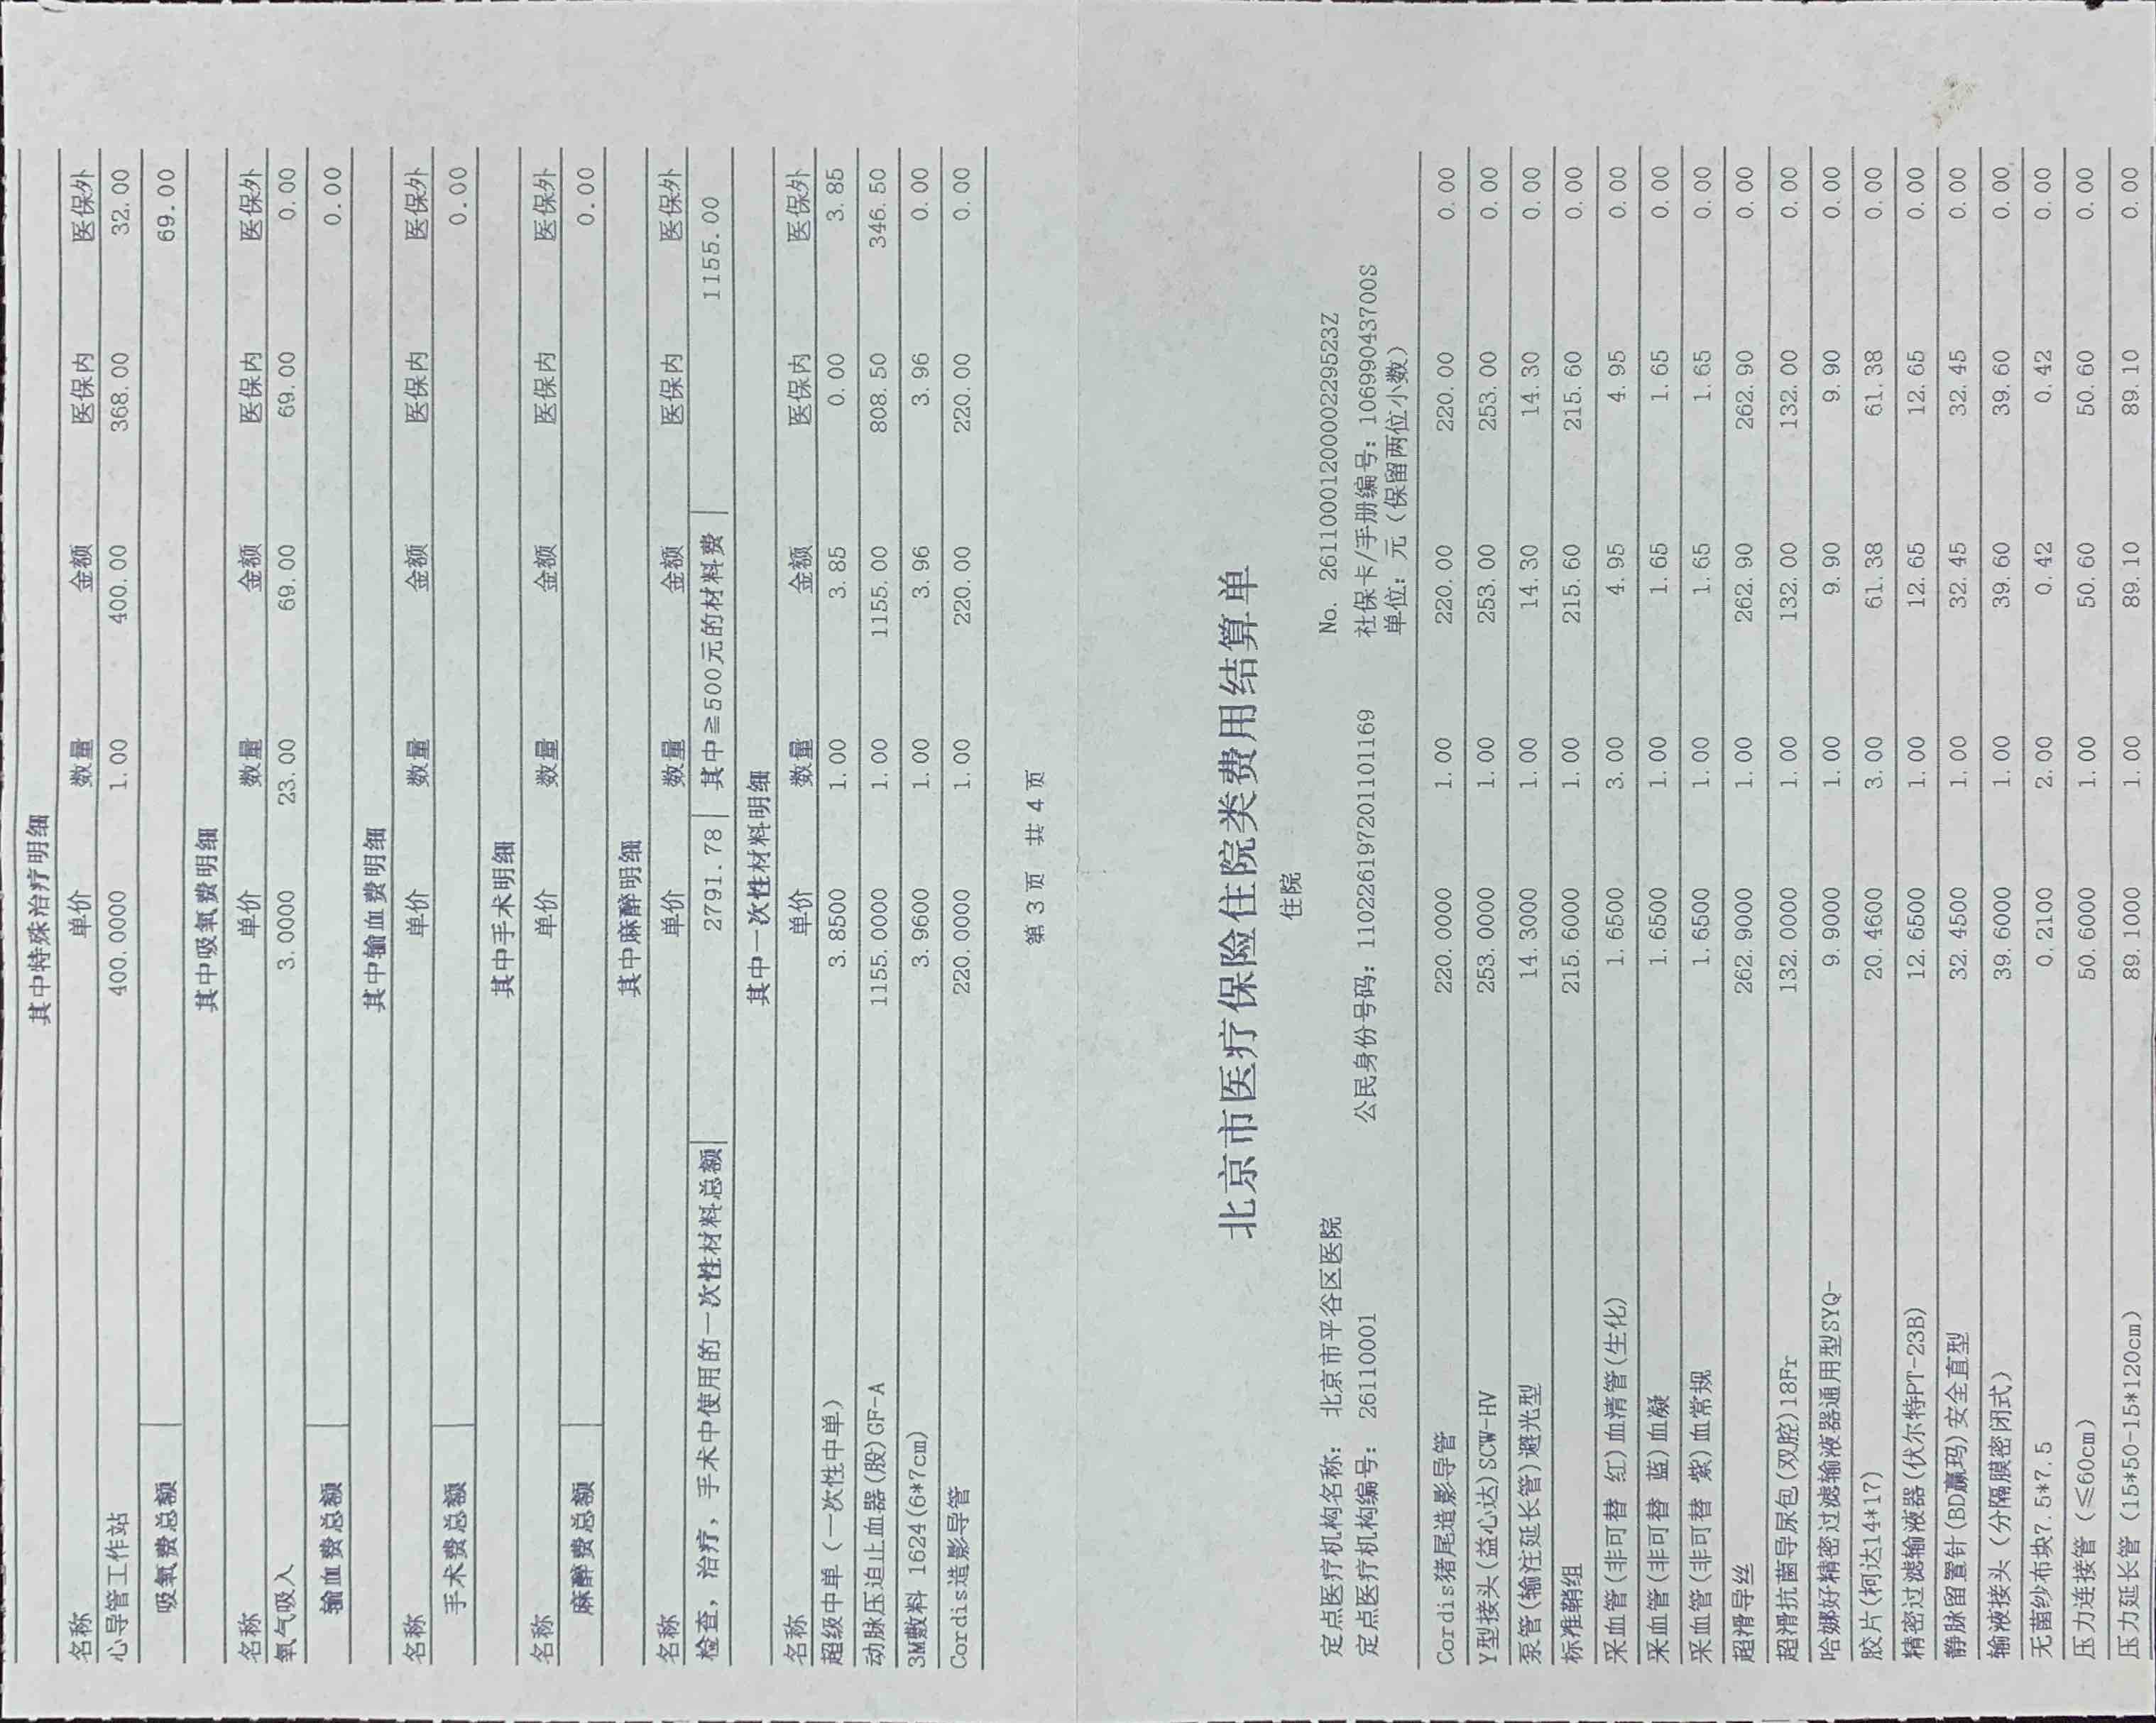 其中特殊治疗明细
名称 单价 数量 金额 医保内 医保外
心导管工作站 400.0000 1.00 400.00 368.00 32.00
吸氧费总额 69.00
其中吸氧费明细
名称 单价 数量 金额 医保内 医保外
氧气吸入 3.0000 23.00 69.00 69.00 0.00
输血费总额 0.00
其中输血费明细
名称 单价 数量 金额 医保内 医保外
手术费总额 0.00
其中手术明细
名称 单价 数量 金额 医保内 医保外
麻醉费总额 0.00
其中麻醉明细
名称 单价 数量 金额 医保内 医保外
检查，治疗，手术中使用的一次性材料总额 2791.78 其中≧500元的材料费 1155.00
其中一次性材料明细
名称 单价 数量 金额 医保内 医保外
超级中单（一次性中单） 3.8500 1.00 3.85 0.00 3.85
动脉压迫止血器(股)GF-A 1155.0000 1.00 1155.00 808.50 346.50
3M敷料 1624(6*7cm) 3.9600 1.00 3.96 3.96 0.00
Cordis造影导管 220.0000 1.00 220.00 220.00 0.00
第 3 页 共 4 页
北京市医疗保险住院类费用结算单
住院
定点医疗机构名称： 北京市平谷区医院 No. 26110001200002295232Z
定点医疗机构编号： 26110001 公民身份号码：110226197201101169 社保卡/手册编号：10699043700S
单位：元（保留两位小数）
Cordis猪尾造影导管 220.0000 1.00 220.00 220.00 0.00
Y型接头(益心达)SCW-HV 253.0000 1.00 253.00 253.00 0.00
泵管(输注延长管)避光型 14.3000 1.00 14.30 14.30 0.00
标准鞘组 215.6000 1.00 215.60 215.60 0.00
采血管(非可替 红)血清管(生化) 1.6500 3.00 4.95 4.95 0.00
采血管(非可替 蓝)血凝 1.6500 1.00 1.65 1.65 0.00
采血管(非可替 紫)血常规 1.6500 1.00 1.65 1.65 0.00
超滑导丝 262.9000 1.00 262.90 262.90 0.00
超滑抗菌导尿包(双腔)18Fr 132.0000 1.00 132.00 132.00 0.00
哈娜好精密过滤输液器通用型SYQ- 9.9000 1.00 9.90 9.90 0.00
胶片(柯达14*17) 20.4600 3.00 61.38 61.38 0.00
精密过滤输液器(伏尔特PT-23B) 12.6500 1.00 12.65 12.65 0.00
静脉留置针(BD赢玛)安全直型 32.4500 1.00 32.45 32.45 0.00
输液接头（分隔膜密闭式） 39.6000 1.00 39.60 39.60 0.00
无菌纱布块7.5*7.5 0.2100 2.00 0.42 0.42 0.00
压力连接管（≤60cm） 50.6000 1.00 50.60 50.60 0.00
压力延长管（15*50-15*120cm） 89.1000 1.00 89.10 89.10 0.00